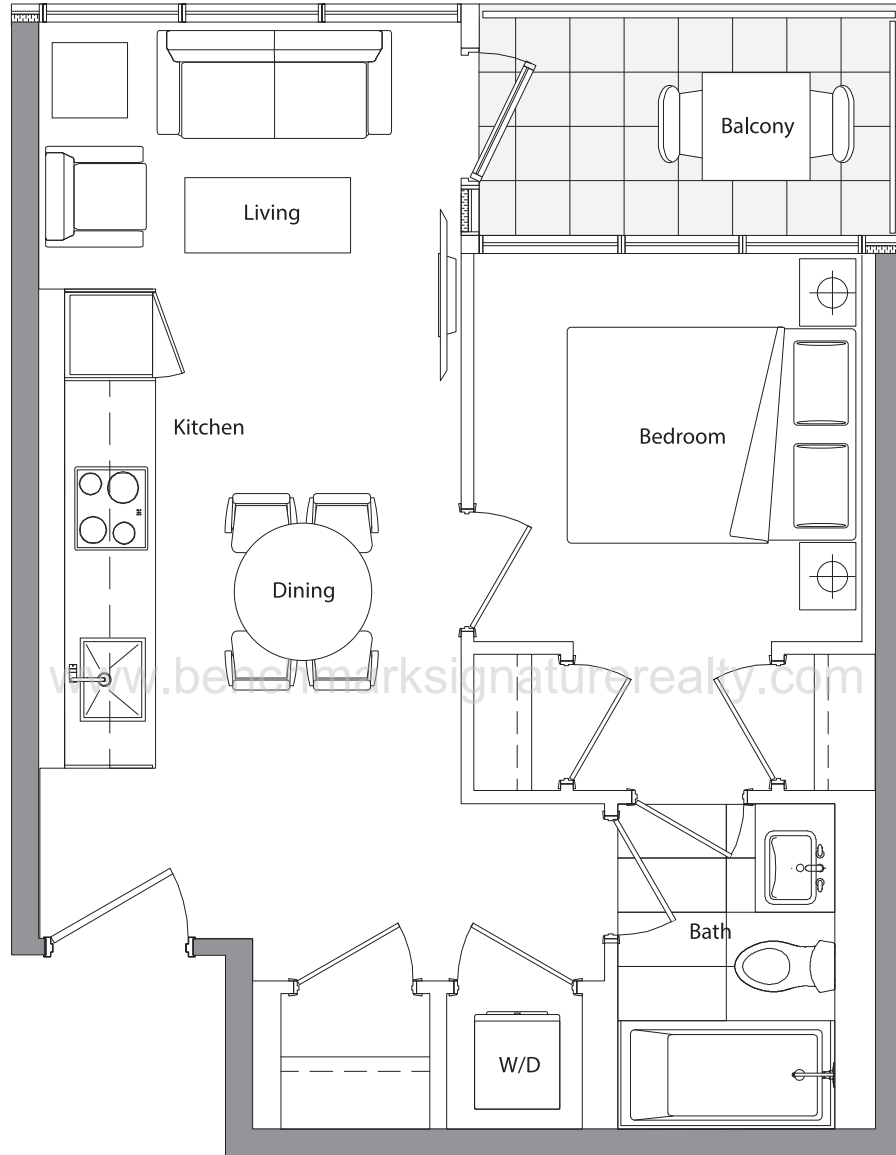 Balcony
Living
Kitchen
Bedroom
Dining
www.benchmarksignaturerealty.com
Bath
W/D